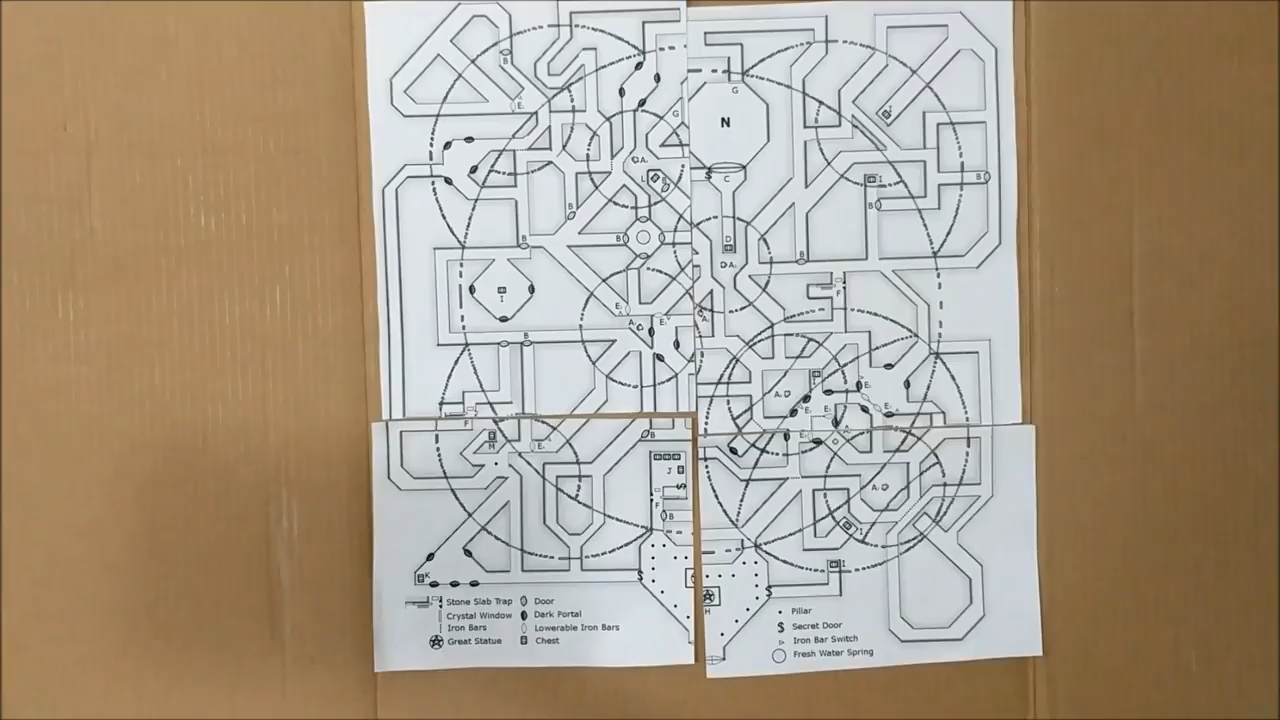 B
E.
G
G
N
A.
L
B
C
I
B
B
B
B
B
D
A.
B
I
F
E.
A.
E.
A.
B
I
A.
E.
E.
E.
E.
E.
A.
F
H
E.
B
J
$
F
B
A.
I
K
$
I
$
H
Stone Slab Trap
Door
Crystal Window
Dark Portal
Iron Bars
Lowerable Iron Bars
Great Statue
Chest
Pillar
$ Secret Door
Iron Bar Switch
Fresh Water Spring